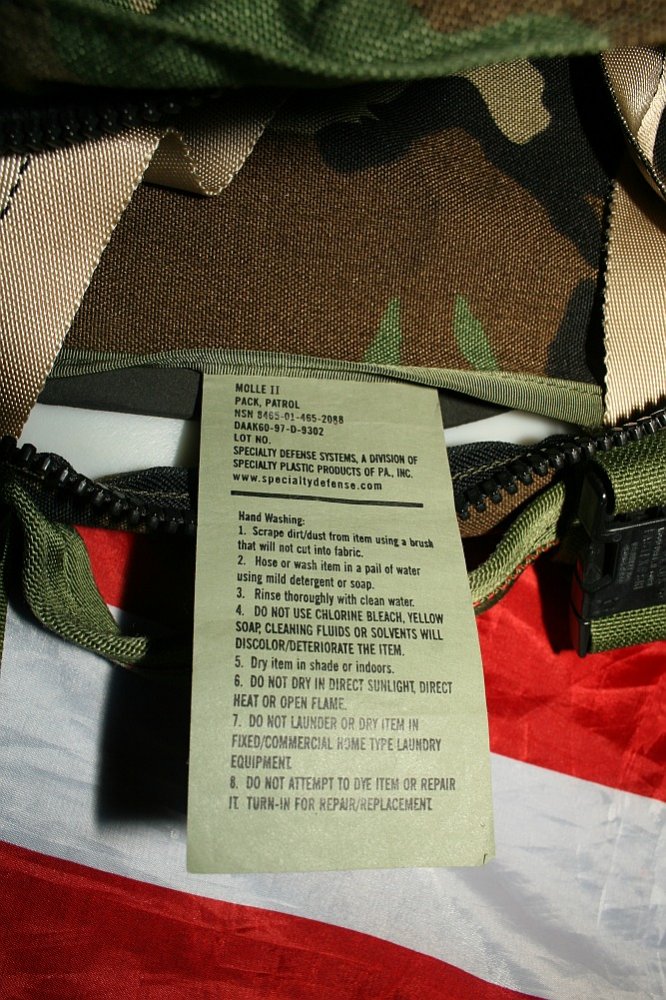 MOLLE II
PACK, PATROL
NSN 8465-01-465-2088
DAAK60-97-D-9302
LOT NO.
SPECIALTY DEFENSE SYSTEMS, A DIVISION OF
SPECIALTY PLASTIC PRODUCTS OF PA., INC.
www.specialtydefense.com
Hand Washing:
1. Scrape dirt/dust from item using a brush
that will not cut into fabric.
2. Hose or wash item in a pail of water
using mild detergent or soap.
3. Rinse thoroughly with clean water.
4. DO NOT USE CHLORINE BLEACH, YELLOW
SOAP, CLEANING FLUIDS OR SOLVENTS WILL
DISCOLOR/DETERIORATE THE ITEM.
5. Dry item in shade or indoors.
6. DO NOT DRY IN DIRECT SUNLIGHT, DIRECT
HEAT OR OPEN FLAME.
7. DO NOT LAUNDER OR DRY ITEM IN
FIXED/COMMERCIAL HOME TYPE LAUNDRY
EQUIPMENT.
8. DO NOT ATTEMPT TO DYE ITEM OR REPAIR
IT. TURN-IN FOR REPAIR/REPLACEMENT.